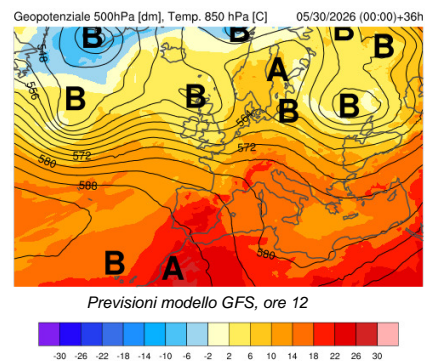 Geopotenziale 500hPa [dm], Temp. 850 hPa [C] 05/30/2026 (00:00)+36h
B B B B
548
A
556 B B B B
564
580 572 572
588
580
B A
Previsioni modello GFS, ore 12
-30 -26 -22 -18 -14 -10 -6 -2 2 6 10 14 18 22 26 30